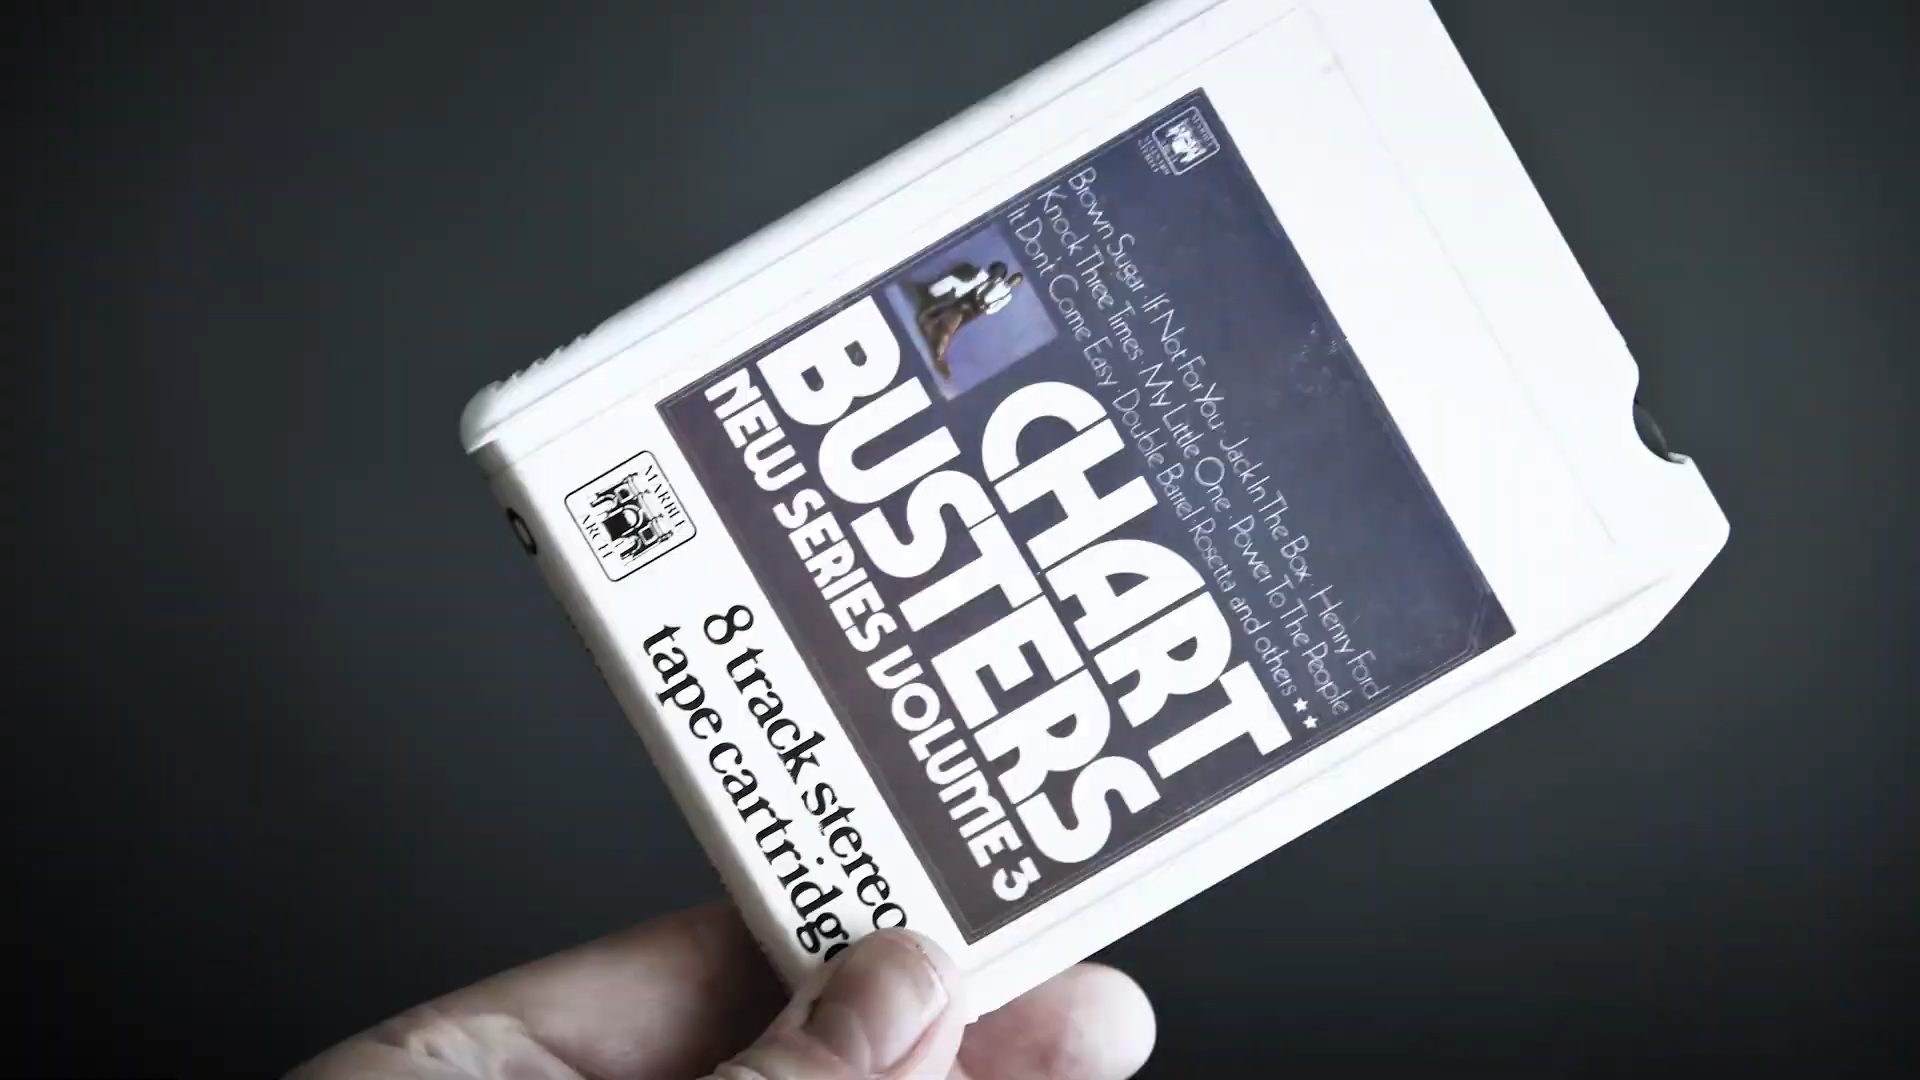 Brown Sugar · If Not For You · Jack In The Box · Henry Ford
Knock Three Times · My Little One · Power To The People
It Don't Come Easy · Double Barrel Rosetta and others ★★
CHART
BUSTERS
NEW SERIES VOLUME 3
MARBLE
ARCH
8 track stereo
tape cartridge